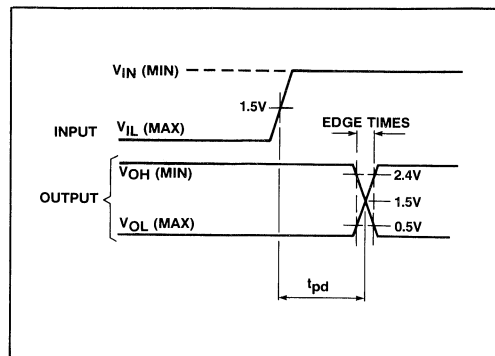 VIN (MIN)
1.5V
EDGE TIMES
INPUT
VIL (MAX)
VOH (MIN)
2.4V
OUTPUT
1.5V
VOL (MAX)
0.5V
tpd